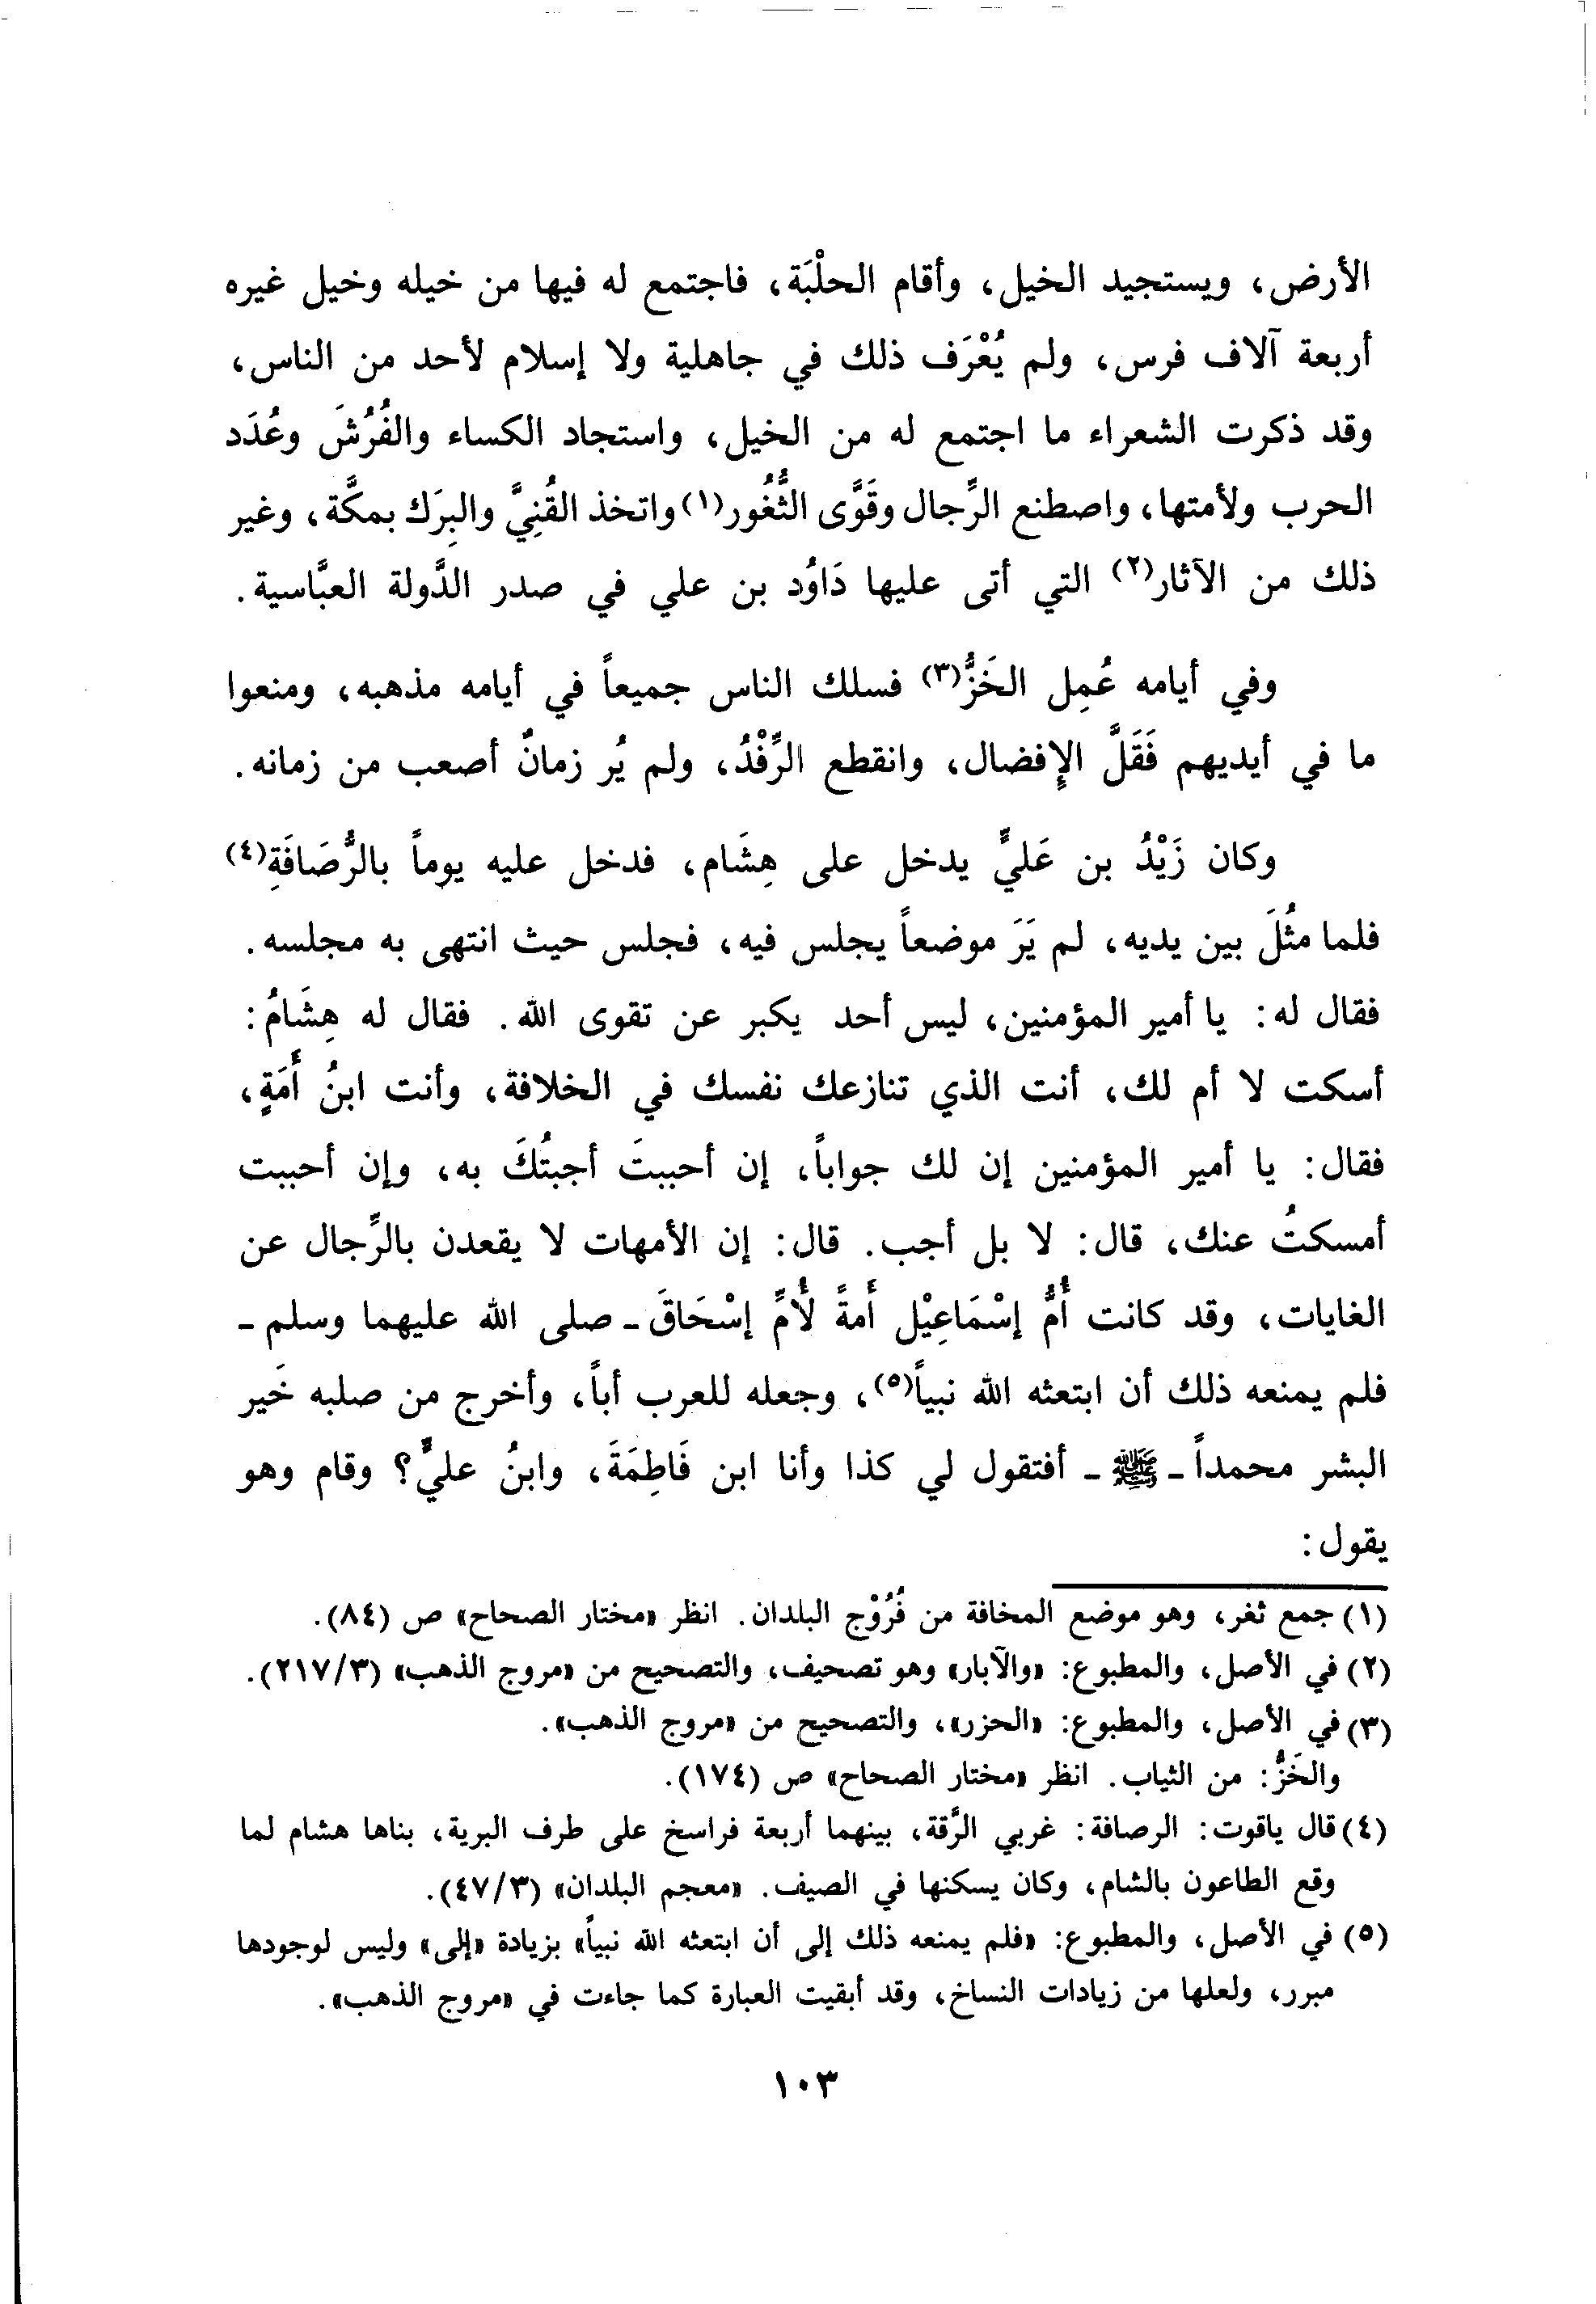 الأرض، ويستجيد الخيل، وأقام الحلْبَة، فاجتمع له فيها من خيله وخيل غيره
أربعة آلاف فرس، ولم يُعْرَف ذلك في جاهلية ولا إسلام لأحد من الناس،
وقد ذكرت الشعراء ما اجتمع له من الخيل، واستجاد الكساء والفُرُشَ وعُدَد
الحرب ولأمتها، واصطنع الرِّجال وقَوَّى الثُّغُور(١) واتخذ القُنِيَّ والبِرَك بمكَّة، وغير
ذلك من الآثار(٢) التي أتى عليها دَاوُد بن علي في صدر الدَّولة العبَّاسية.
وفي أيامه عُمِل الخَزُّ(٣) فسلك الناس جميعاً في أيامه مذهبه، ومنعوا
ما في أيديهم فَقَلَّ الإفضال، وانقطع الرِّفْدُ، ولم يُر زمانٌ أصعب من زمانه.
وكان زَيْدُ بن عَليٍّ يدخل على هِشَام، فدخل عليه يوماً بالرُّصَافَةِ(٤)
فلما مثُلَ بين يديه، لم يَرَ موضعاً يجلس فيه، فجلس حيث انتهى به مجلسه.
فقال له: يا أمير المؤمنين، ليس أحد يكبر عن تقوى الله. فقال له هِشَامُ:
أسكت لا أم لك، أنت الذي تنازعك نفسك في الخلافة، وأنت ابنُ أَمَةٍ،
فقال: يا أمير المؤمنين إن لك جواباً، إن أحببتَ أجبتُكَ به، وإن أحببت
أمسكتُ عنك، قال: لا بل أجب. قال: إن الأمهات لا يقعدن بالرِّجال عن
الغايات، وقد كانت أُمُّ إسْمَاعِيْل أَمةً لأُمِّ إسْحَاقَ ـ صلى الله عليهما وسلم ـ
فلم يمنعه ذلك أن ابتعثه الله نبياً(٥)، وجعله للعرب أباً، وأخرج من صلبه خَير
البشر محمداً ـ ﷺ ـ أفتقول لي كذا وأنا ابن فَاطِمَةَ، وابنُ عليٍّ؟ وقام وهو
يقول:
(١) جمع ثغر، وهو موضع المخافة من فُرُوْج البلدان. انظر «مختار الصحاح» ص (٨٤).
(٢) في الأصل، والمطبوع: «والآبار» وهو تصحيف، والتصحيح من «مروج الذهب» (٢١٧/٣).
(٣) في الأصل، والمطبوع: «الحزر»، والتصحيح من «مروج الذهب».
والخَزُّ: من الثياب. انظر «مختار الصحاح» ص (١٧٤).
(٤) قال ياقوت: الرصافة: غربي الرَّقة، بينهما أربعة فراسخ على طرف البرية، بناها هشام لما
وقع الطاعون بالشام، وكان يسكنها في الصيف. «معجم البلدان» (٤٧/٣).
(٥) في الأصل، والمطبوع: «فلم يمنعه ذلك إلى أن ابتعثه الله نبياً» بزيادة «إلى» وليس لوجودها
مبرر، ولعلها من زيادات النساخ، وقد أبقيت العبارة كما جاءت في «مروج الذهب».
١٠٣